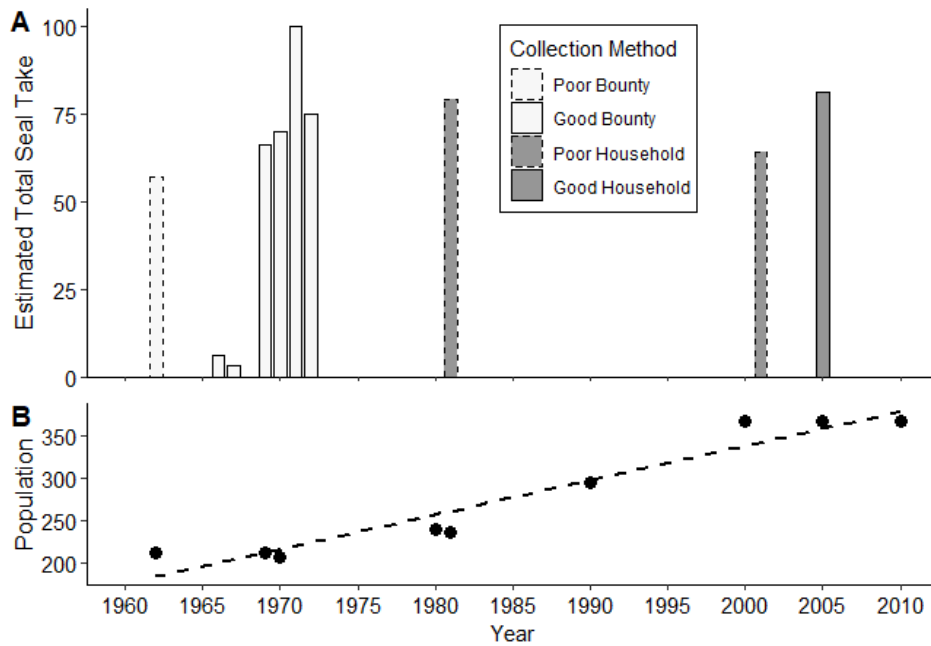 A
Estimated Total Seal Take
100
75
50
25
0
Collection Method
Poor Bounty
Good Bounty
Poor Household
Good Household
B
Population
350
300
250
200
1960 1965 1970 1975 1980 1985 1990 1995 2000 2005 2010
Year